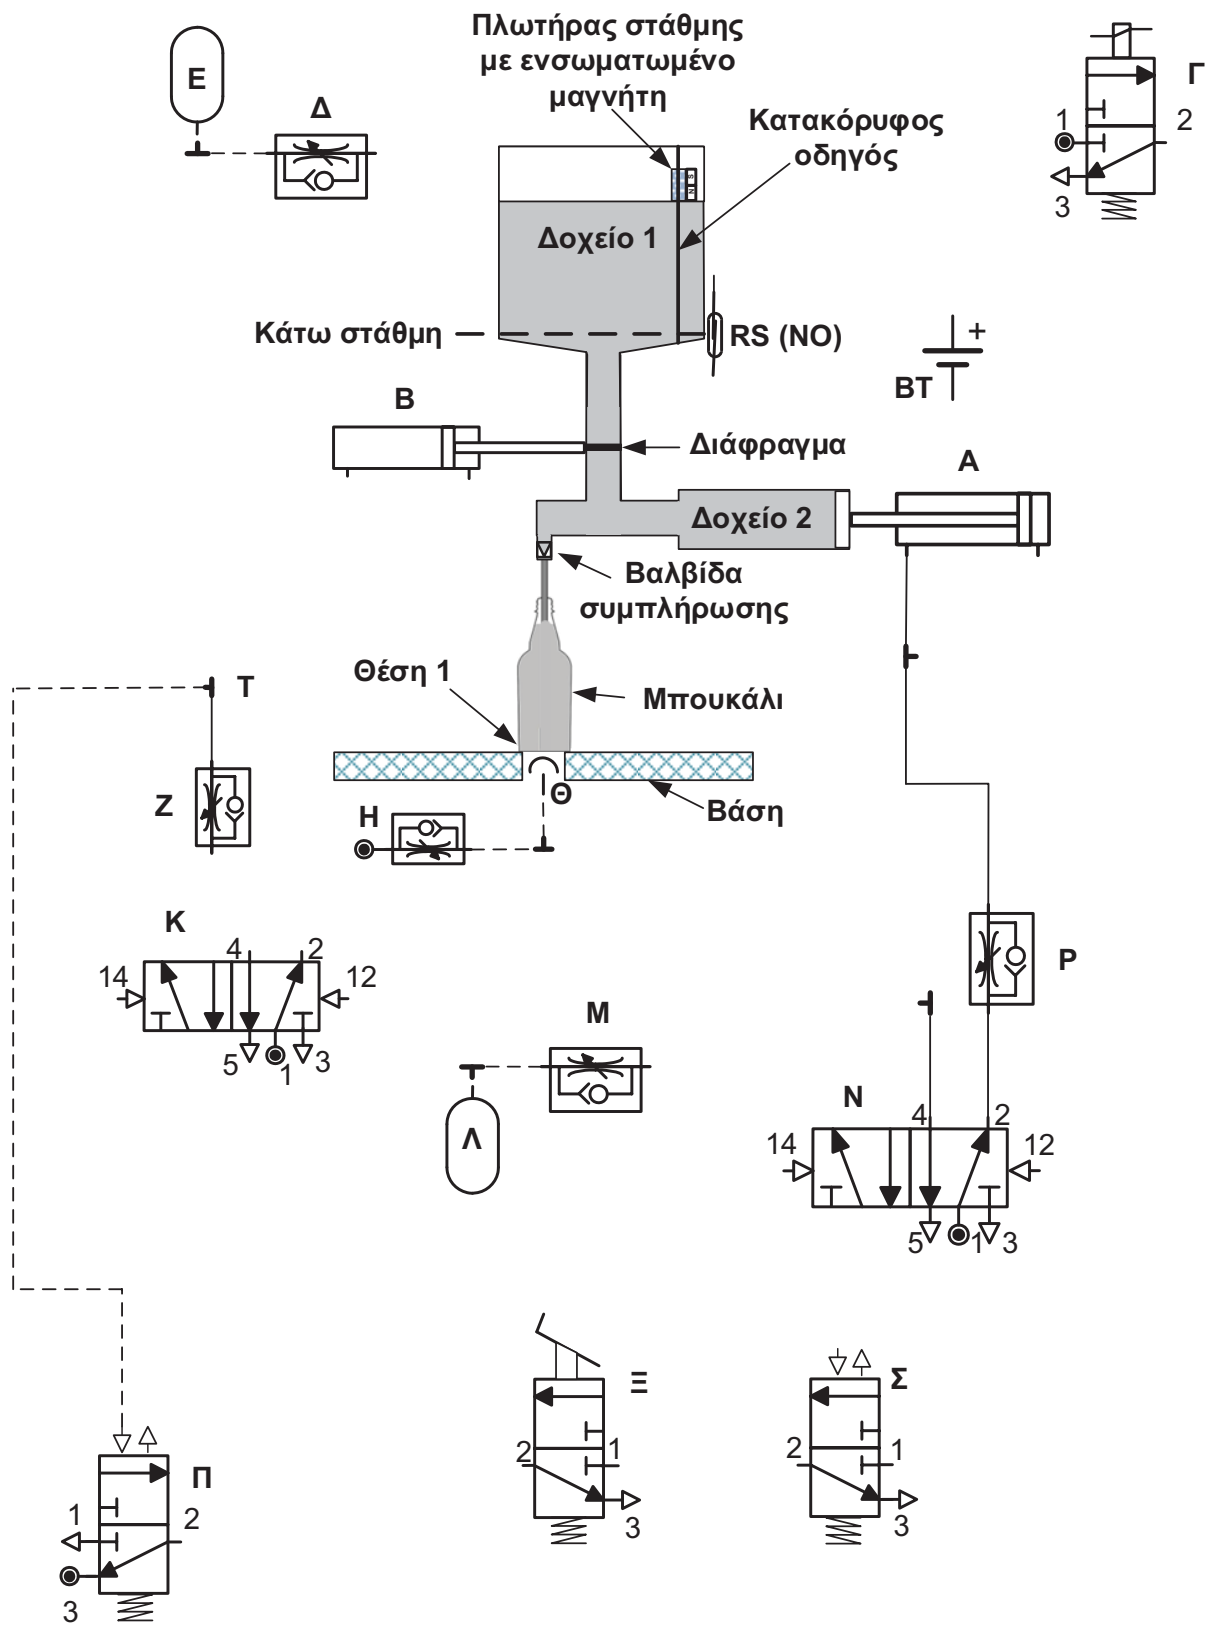 Πλωτήρας στάθμης
με ενσωματωμένο
μαγνήτη
Ε
Δ
Γ
Κατακόρυφος
οδηγός
1
2
3
S
N
Δοχείο 1
Κάτω στάθμη
RS (NO)
+
BT
Β
Διάφραγμα
Α
Δοχείο 2
Βαλβίδα
συμπλήρωσης
Θέση 1
Μπουκάλι
Τ
Ζ
Η
Θ
Βάση
Κ
4
2
14
12
5
1
3
Ρ
Μ
Λ
Ν
4
2
14
12
5
1
3
Ξ
2
1
3
Σ
2
1
3
Π
1
2
3